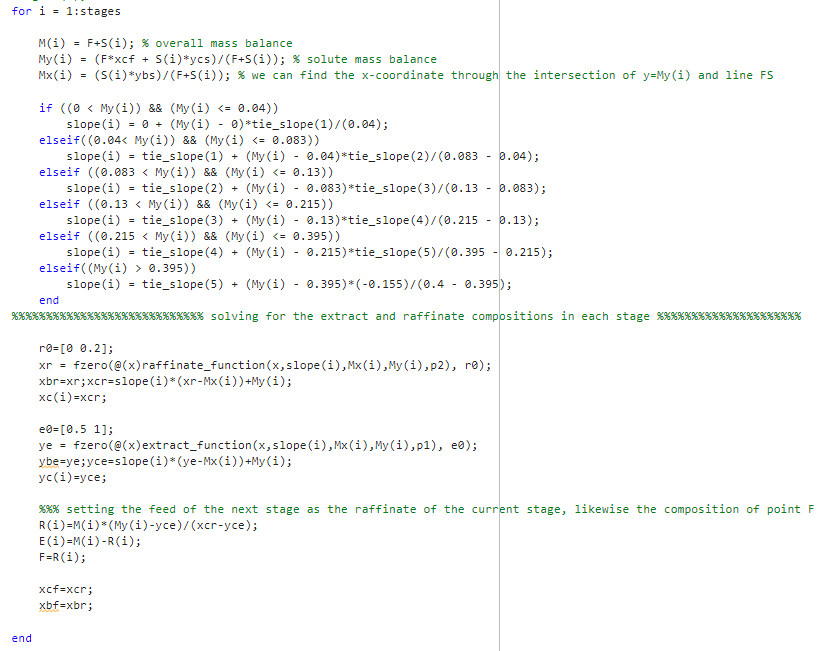 for i = 1:stages
M(i) = F+S(i); % overall mass balance
My(i) = (F*xcf + S(i)*ycs)/(F+S(i)); % solute mass balance
Mx(i) = (S(i)*ybs)/(F+S(i)); % we can find the x-coordinate through the intersection of y=My(i) and line FS
if ((0 < My(i)) && (My(i) <= 0.04))
slope(i) = 0 + (My(i) - 0)*tie_slope(1)/(0.04);
elseif((0.04< My(i)) && (My(i) <= 0.083))
slope(i) = tie_slope(1) + (My(i) - 0.04)*tie_slope(2)/(0.083 - 0.04);
elseif ((0.083 < My(i)) && (My(i) <= 0.13))
slope(i) = tie_slope(2) + (My(i) - 0.083)*tie_slope(3)/(0.13 - 0.083);
elseif ((0.13 < My(i)) && (My(i) <= 0.215))
slope(i) = tie_slope(3) + (My(i) - 0.13)*tie_slope(4)/(0.215 - 0.13);
elseif ((0.215 < My(i)) && (My(i) <= 0.395))
slope(i) = tie_slope(4) + (My(i) - 0.215)*tie_slope(5)/(0.395 - 0.215);
elseif((My(i) > 0.395))
slope(i) = tie_slope(5) + (My(i) - 0.395)*(-0.155)/(0.4 - 0.395);
end
%%%%%%%%%%%%%%%%%%%%%%%%%%%% solving for the extract and raffinate compositions in each stage %%%%%%%%%%%%%%%%%%%%%
r0=[0 0.2];
xr = fzero(@(x)raffinate_function(x,slope(i),Mx(i),My(i),p2), r0);
xbr=xr;xcr=slope(i)*(xr-Mx(i))+My(i);
xc(i)=xcr;
e0=[0.5 1];
ye = fzero(@(x)extract_function(x,slope(i),Mx(i),My(i),p1), e0);
ybe=ye;yce=slope(i)*(ye-Mx(i))+My(i);
yc(i)=yce;
%%% setting the feed of the next stage as the raffinate of the current stage, likewise the composition of point F
R(i)=M(i)*(My(i)-yce)/(xcr-yce);
E(i)=M(i)-R(i);
F=R(i);
xcf=xcr;
xbf=xbr;
end